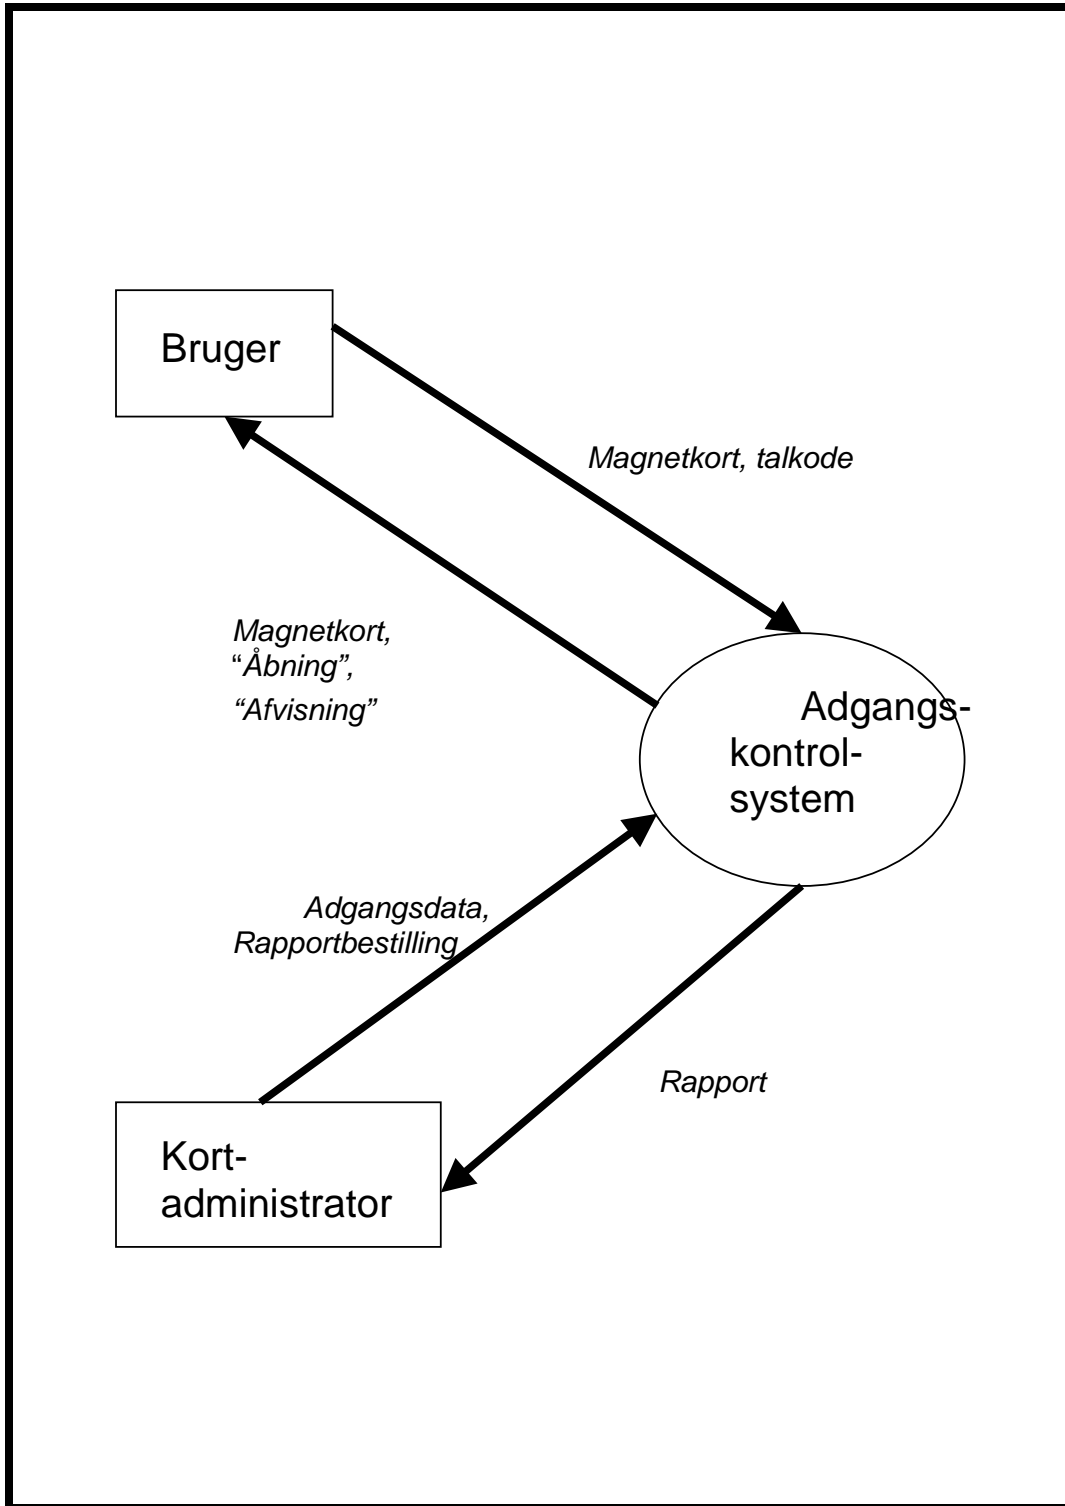 Bruger
Magnetkort, talkode
Magnetkort,
“Åbning”,
“Afvisning”
Adgangs-
kontrol-
system
Adgangsdata,
Rapportbestilling
Rapport
Kort-
administrator